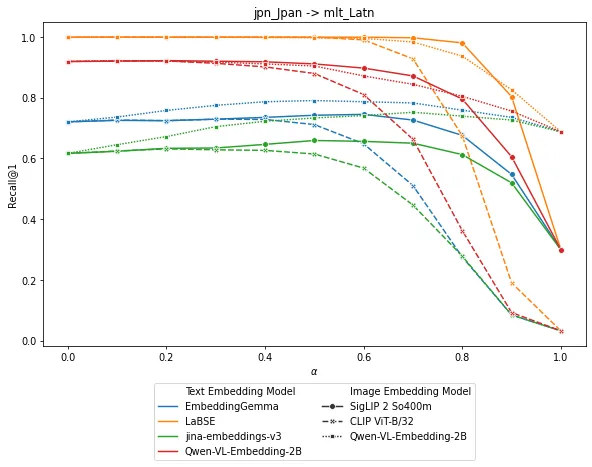 jpn_Jpan -> mlt_Latn
1.0
0.8
0.6
0.4
0.2
0.0
Recall@1
0.0 0.2 0.4 0.6 0.8 1.0
α
Text Embedding Model Image Embedding Model
EmbeddingGemma SigLIP 2 So400m
LaBSE CLIP ViT-B/32
jina-embeddings-v3 Qwen-VL-Embedding-2B
Qwen-VL-Embedding-2B